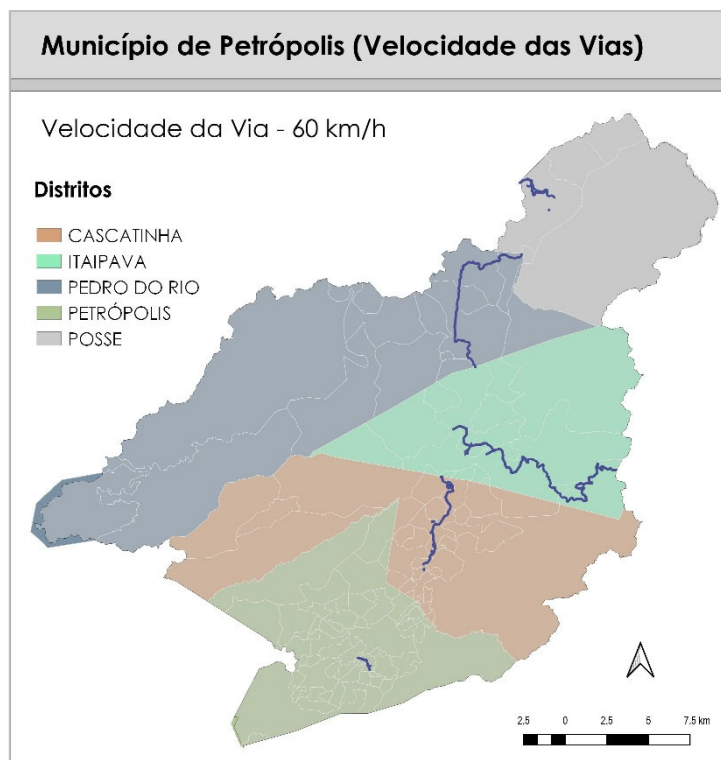 Município de Petrópolis (Velocidade das Vias)
Velocidade da Via - 60 km/h
Distritos
CASCATINHA
ITAIPAVA
PEDRO DO RIO
PETRÓPOLIS
POSSE
2.5 0 2.5 5 7.5 km